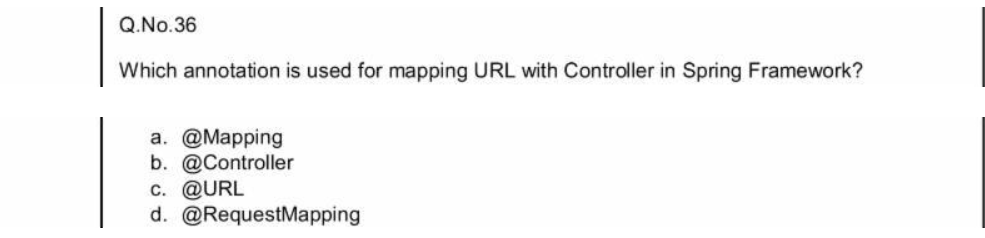 Q.No.36
Which annotation is used for mapping URL with Controller in Spring Framework?
a. @Mapping
b. @Controller
c. @URL
d. @RequestMapping